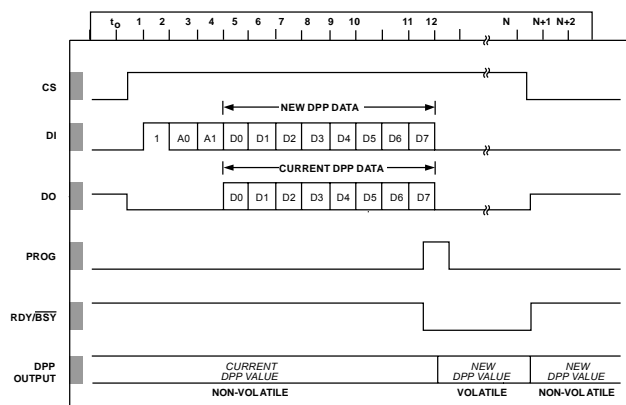 to 1 2 3 4 5 6 7 8 9 10 11 12 N N+1 N+2
CS
NEW DPP DATA
DI 1 A0 A1 D0 D1 D2 D3 D4 D5 D6 D7
CURRENT DPP DATA
DO D0 D1 D2 D3 D4 D5 D6 D7
PROG
RDY/BSY
DPP OUTPUT
CURRENT DPP VALUE
NEW DPP VALUE
NEW DPP VALUE
NON-VOLATILE VOLATILE NON-VOLATILE